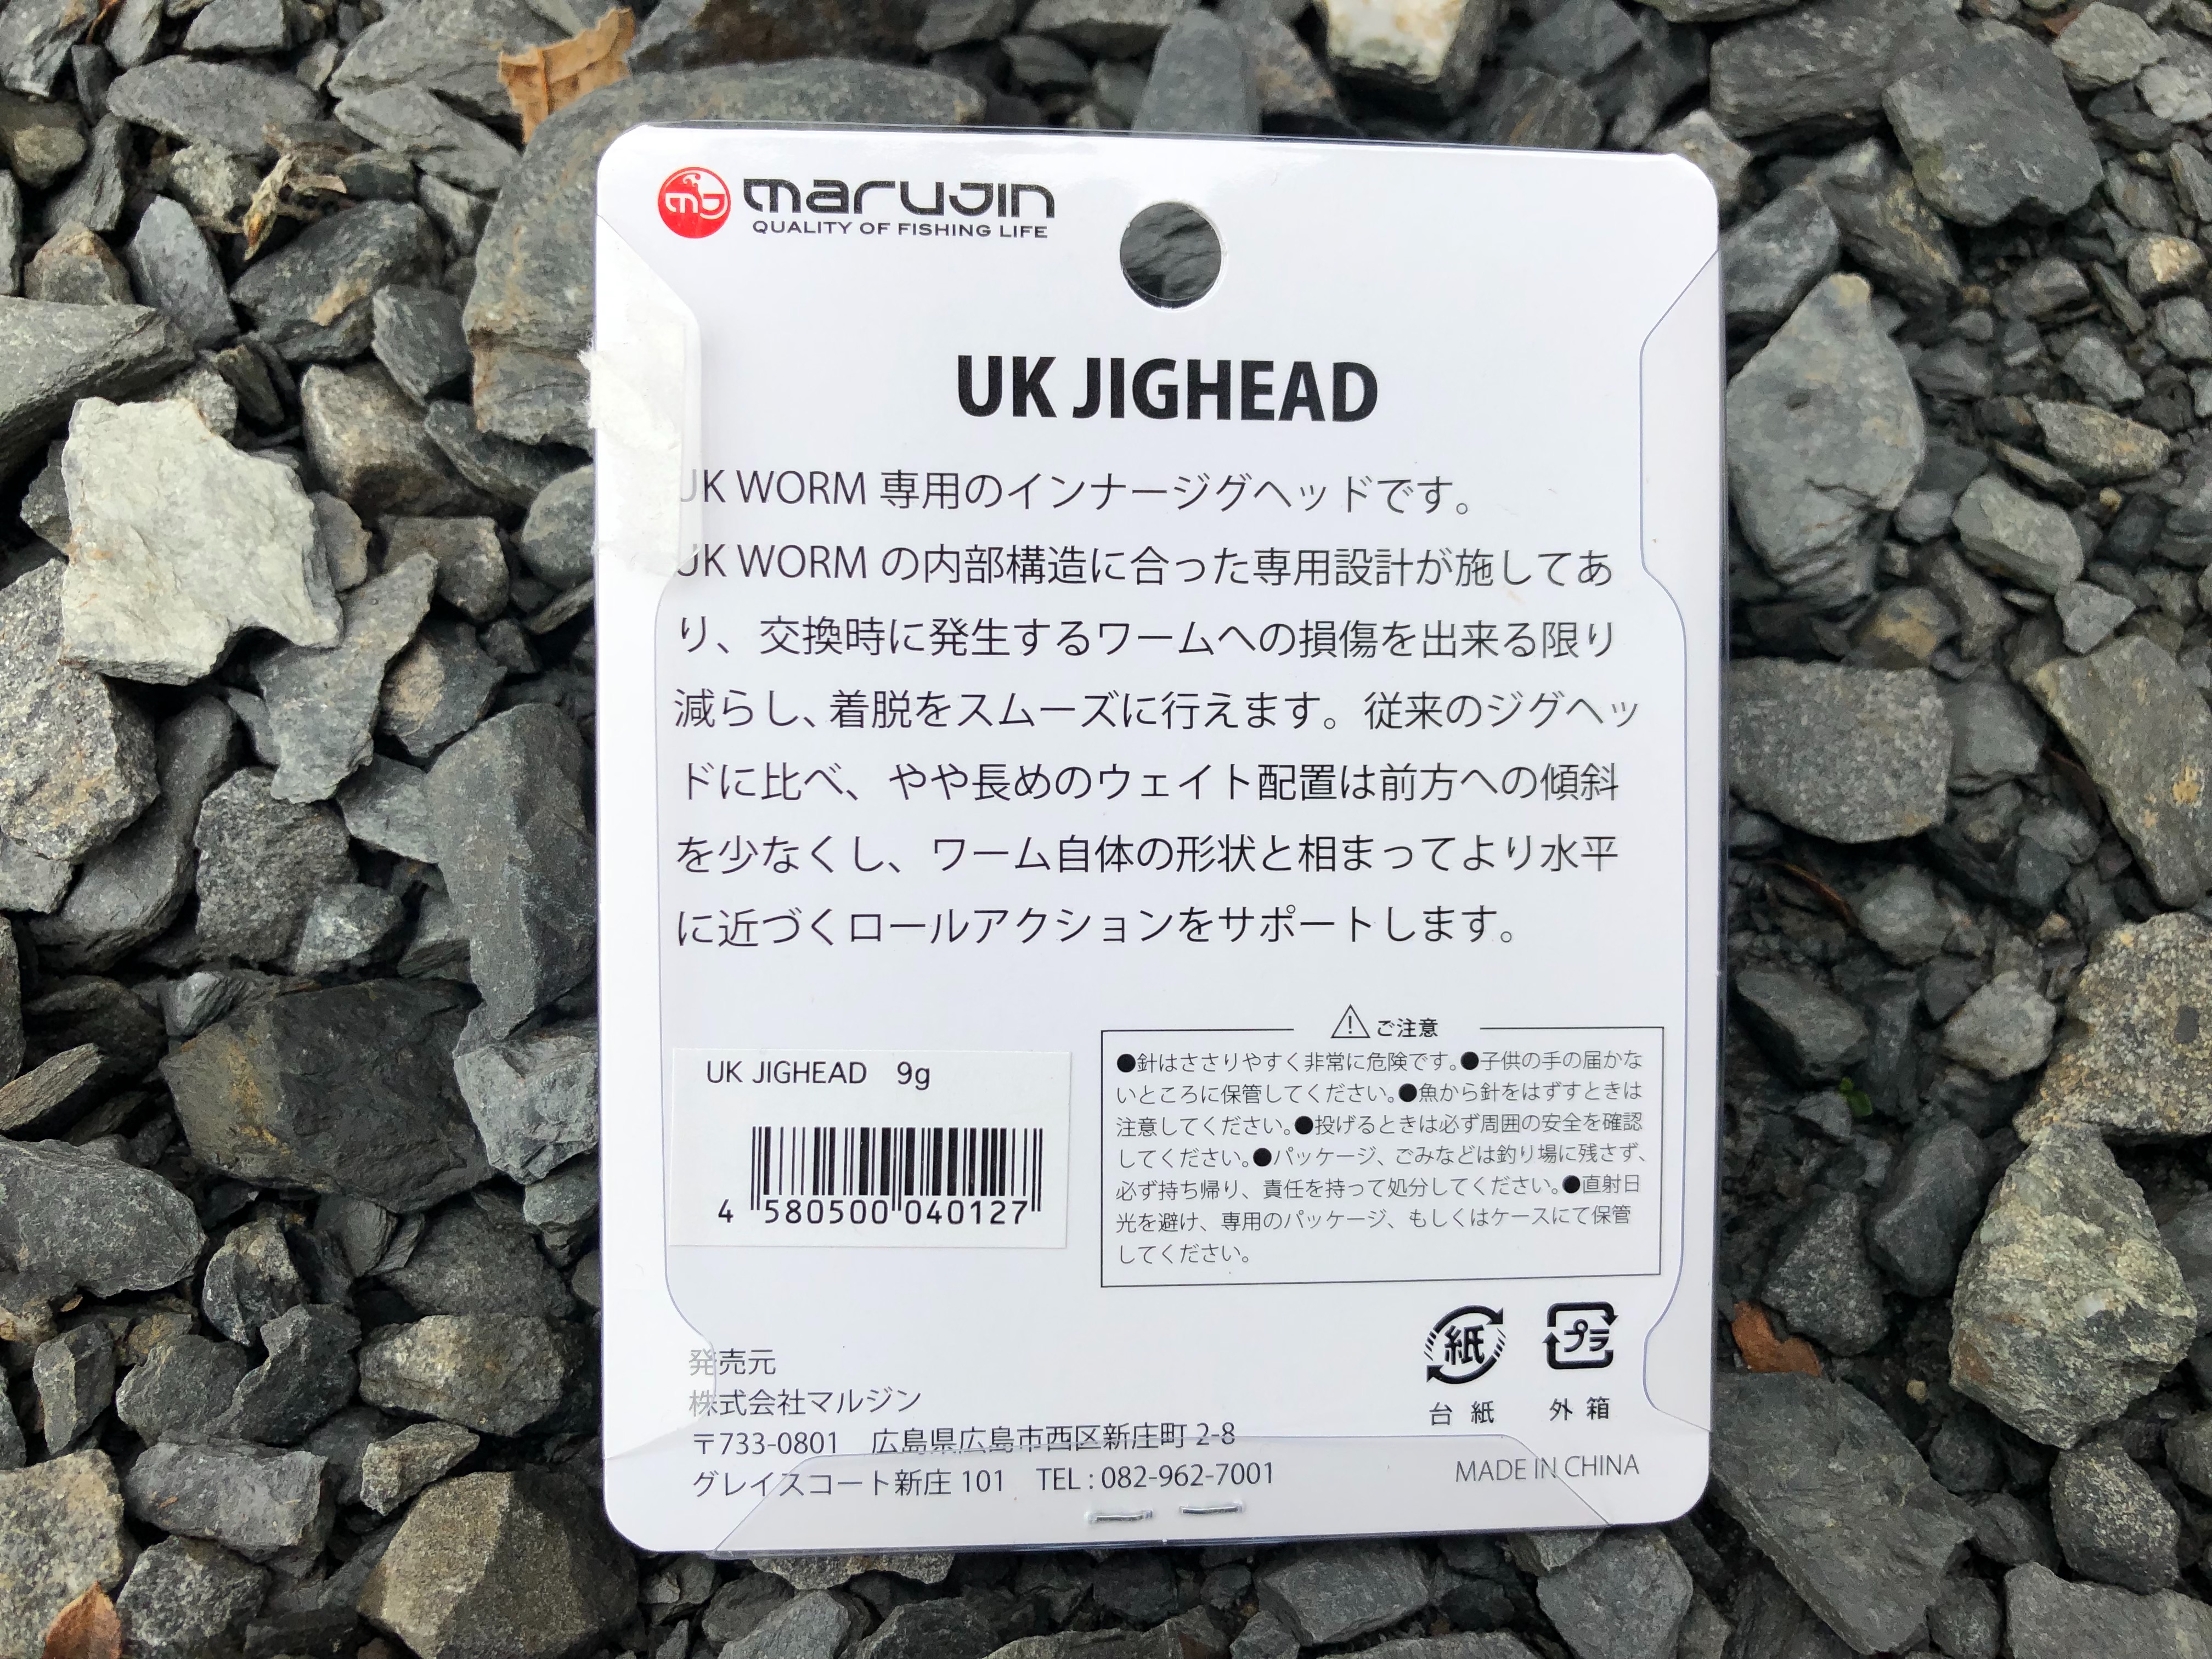 marujin
QUALITY OF FISHING LIFE
UK JIGHEAD
UK WORM 専用のインナージグヘッドです。
UK WORM の内部構造に合った専用設計が施してあ
り、交換時に発生するワームへの損傷を出来る限り
減らし、着脱をスムーズに行えます。従来のジグヘッ
ドに比べ、やや長めのウェイト配置は前方への傾斜
を少なくし、ワーム自体の形状と相まってより水平
に近づくロールアクションをサポートします。
UK JIGHEAD 9g
4 580500 040127
ご注意
●針はささりやすく非常に危険です。●子供の手の届かな
いところに保管してください。●魚から針をはずすときは
注意してください。●投げるときは必ず周囲の安全を確認
してください。●パッケージ、ごみなどは釣り場に残さず、
必ず持ち帰り、責任を持って処分してください。●直射日
光を避け、専用のパッケージ、もしくはケースにて保管
してください。
紙
プラ
台紙
外箱
発売元
株式会社マルジン
〒733-0801 広島県広島市西区新庄町 2-8
グレイスコート新庄 101 TEL : 082-962-7001
MADE IN CHINA